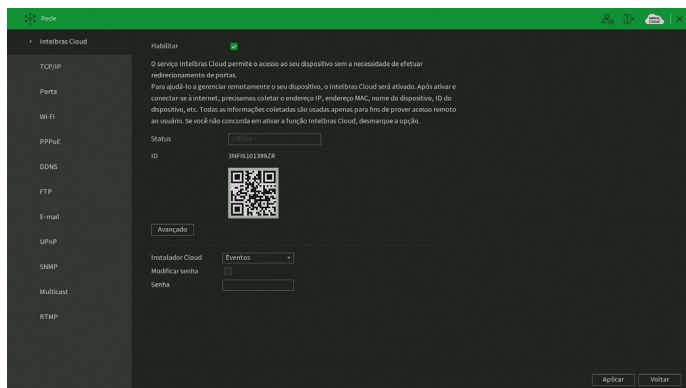 Rede
Intelbras Cloud
TCP/IP
Porta
Wi-Fi
PPPoE
DDNS
FTP
E-mail
UPnP
SNMP
Multicast
RTMP
Habilitar
O serviço Intelbras Cloud permite o acesso ao seu dispositivo sem a necessidade de efetuar
redirecionamento de portas.
Para ajudá-lo a gerenciar remotamente o seu dispositivo, o Intelbras Cloud será ativado. Após ativar e
conectar-se à internet, precisamos coletar o endereço IP, endereço MAC, nome do dispositivo, ID do
dispositivo, etc. Todas as informações coletadas são usadas apenas para fins de prover acesso remoto
ao usuário. Se você não concorda em ativar a função Intelbras Cloud, desmarque a opção.
Status
Offline
ID
3NFI6101399ZR
Avançado
Instalador Cloud
Eventos
Modificar senha
Senha
Aplicar
Voltar